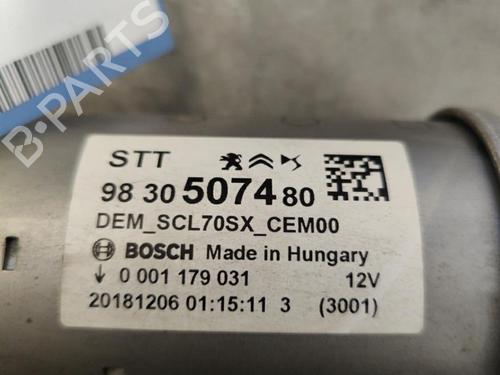 B-PARTS
STT
98 30 5074 80
DEM_SCL70SX_CEM00
BOSCH Made in Hungary
0 001 179 031 12V
20181206 01:15:11 3 (3001)